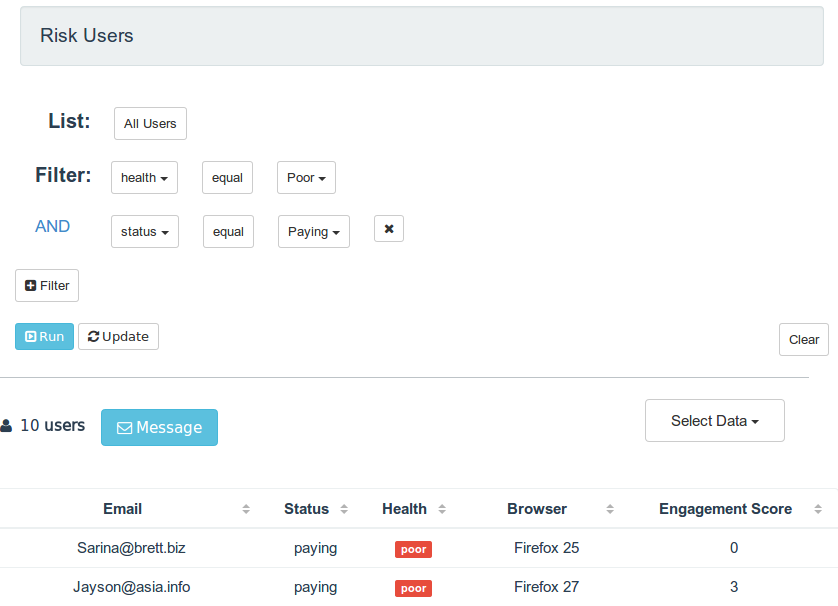 Risk Users
List: All Users
Filter: health equal Poor
AND status equal Paying
Filter
Run Update Clear
10 users Message Select Data
Email Status Health Browser Engagement Score
Sarina@brett.biz paying poor Firefox 25 0
Jayson@asia.info paying poor Firefox 27 3